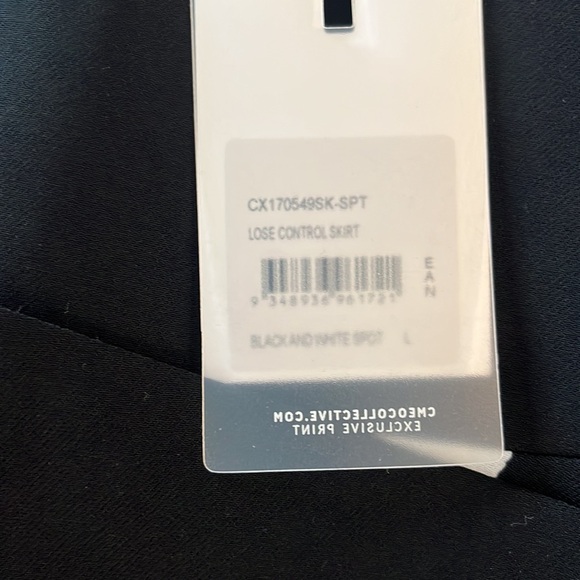 CX170549SK-SPT
LOSE CONTROL SKIRT
EAN
9 348936 961721
BLACK AND WHITE SPOT L
CMEOCOLLECTIVE.COM
EXCLUSIVE PRINT